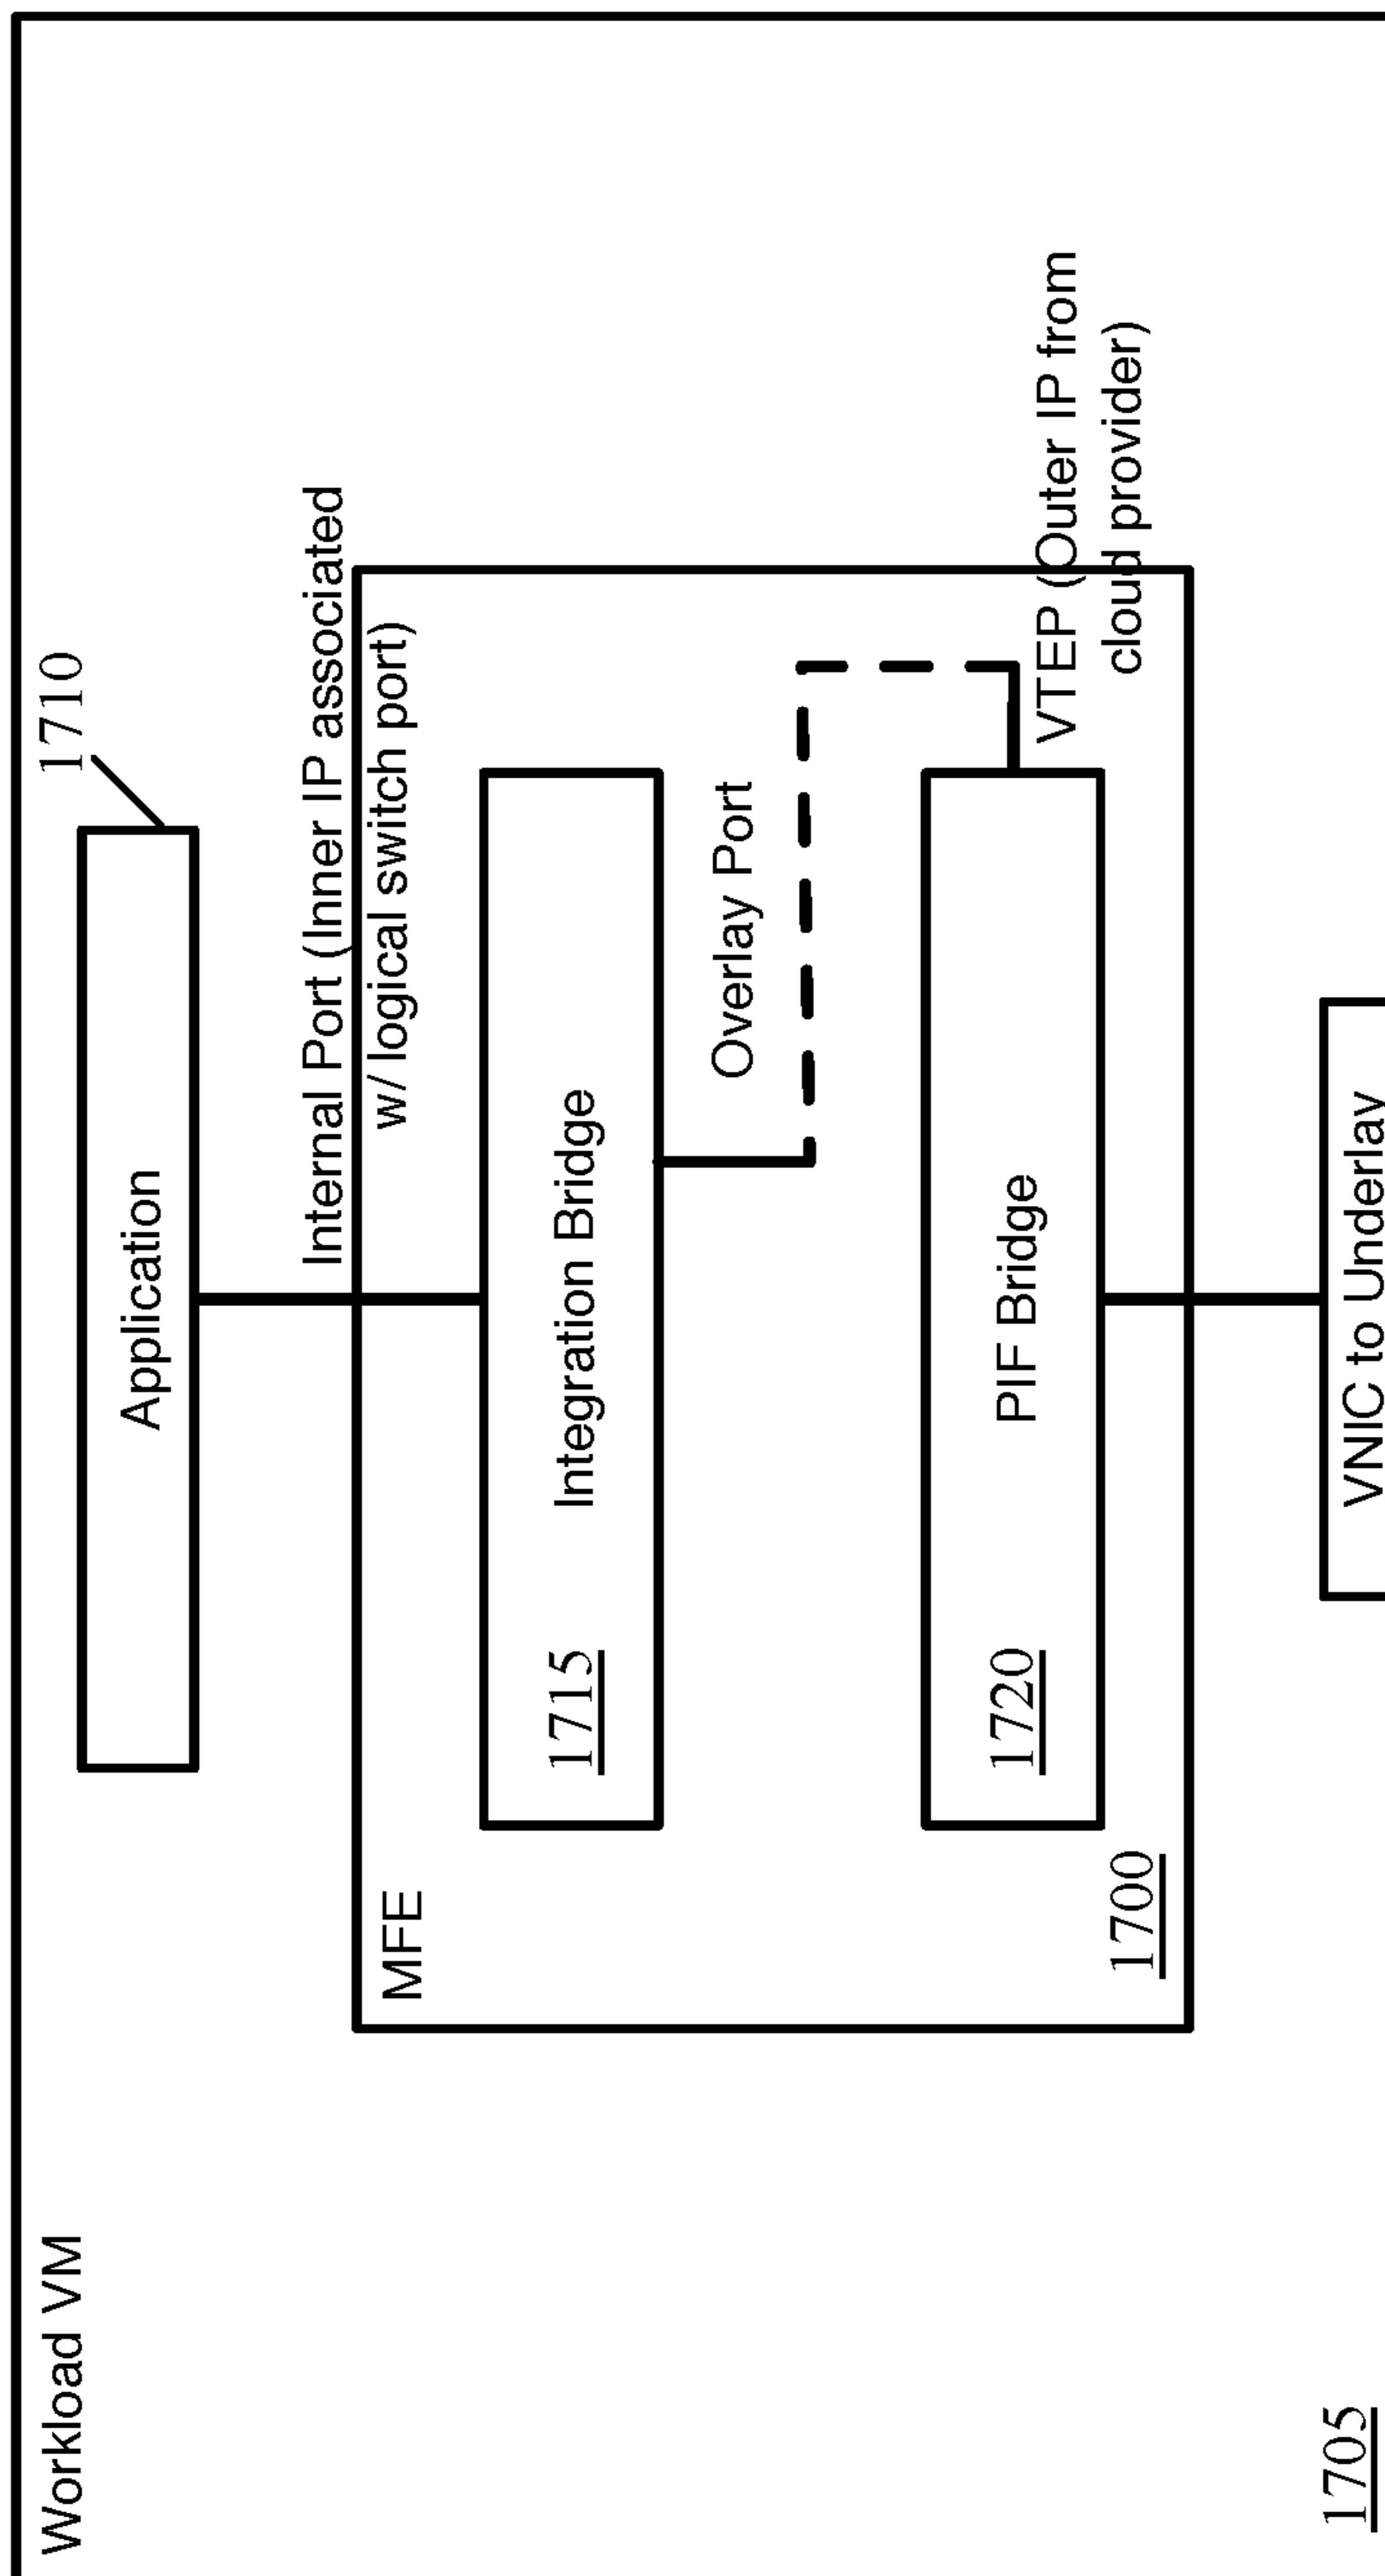 Workload VM
1710
Application
Internal Port (Inner IP associated
w/ logical switch port)
MFE
1715
Integration Bridge
Overlay Port
1720
PIF Bridge
VTEP (Outer IP from
cloud provider)
1700
VNIC to Underlay
1705